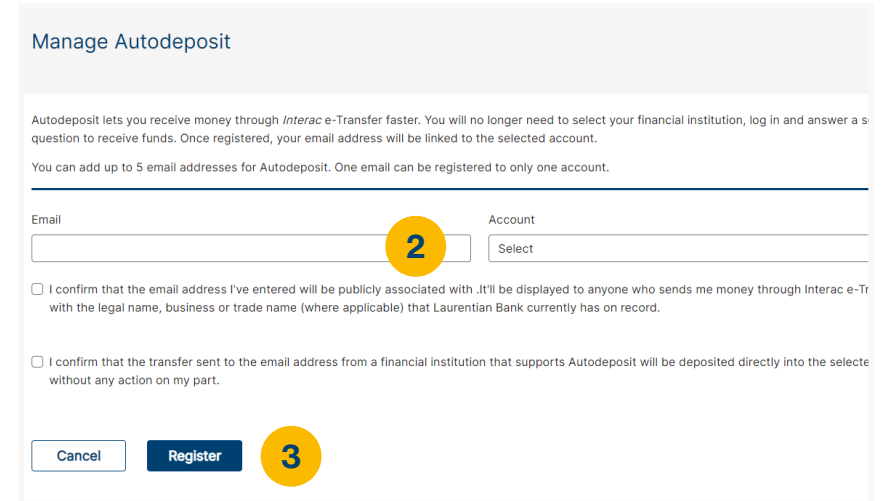 Manage Autodeposit
Autodeposit lets you receive money through Interac e-Transfer faster. You will no longer need to select your financial institution, log in and answer a
question to receive funds. Once registered, your email address will be linked to the selected account.
You can add up to 5 email addresses for Autodeposit. One email can be registered to only one account.
Email
Account
2
Select
I confirm that the email address I've entered will be publicly associated with .It'll be displayed to anyone who sends me money through Interac e-Tr
with the legal name, business or trade name (where applicable) that Laurentian Bank currently has on record.
I confirm that the transfer sent to the email address from a financial institution that supports Autodeposit will be deposited directly into the selecte
without any action on my part.
Cancel
Register
3